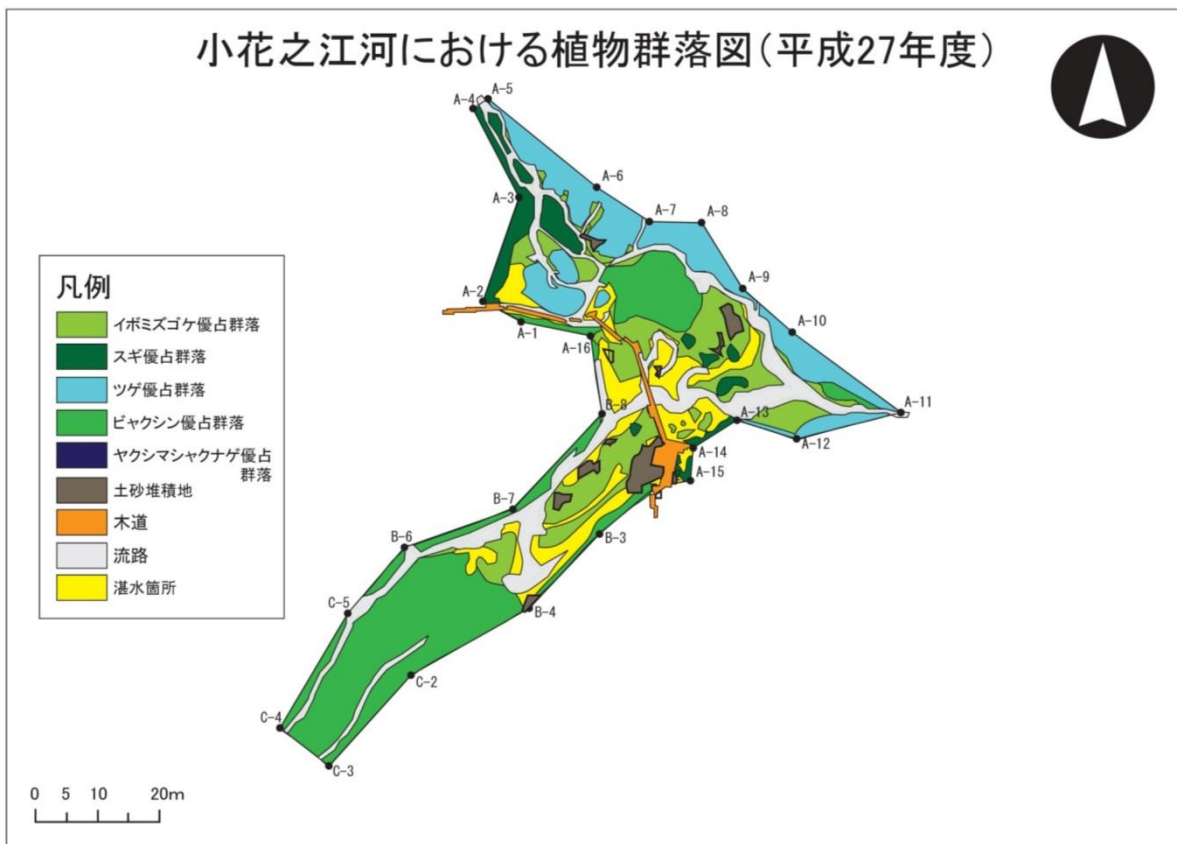 小花之江河における植物群落図(平成27年度)
A-5
A-4
A-6
A-3
A-7
A-8
A-9
A-2
A-1
A-10
A-16
A-11
B-8
A-13
A-12
A-14
A-15
B-7
B-3
B-6
B-4
C-5
C-2
C-4
C-3
凡例
イボミズゴケ優占群落
スギ優占群落
ツゲ優占群落
ビャクシン優占群落
ヤクシマシャクナゲ優占
群落
土砂堆積地
木道
流路
湛水箇所
0 5 10 20m